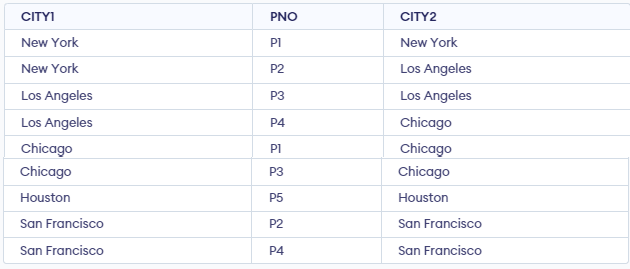 CITY1 PNO CITY2
New York P1 New York
New York P2 Los Angeles
Los Angeles P3 Los Angeles
Los Angeles P4 Chicago
Chicago P1 Chicago
Chicago P3 Chicago
Houston P5 Houston
San Francisco P2 San Francisco
San Francisco P4 San Francisco